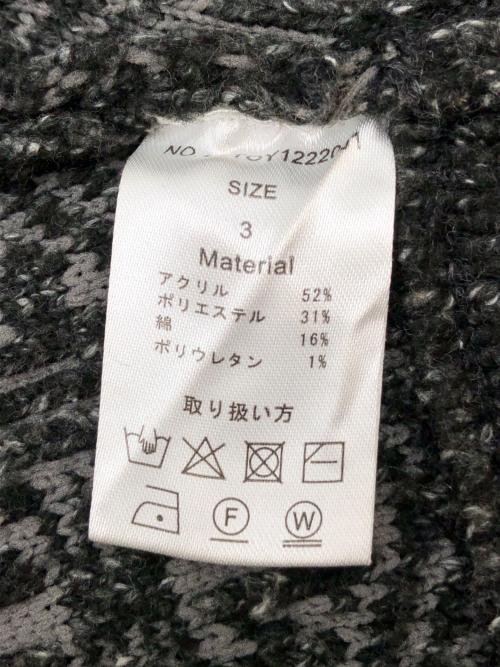 NO
SIZE
3
Material
アクリル 52%
ポリエステル 31%
綿 16%
ポリウレタン 1%
取り扱い方
F W